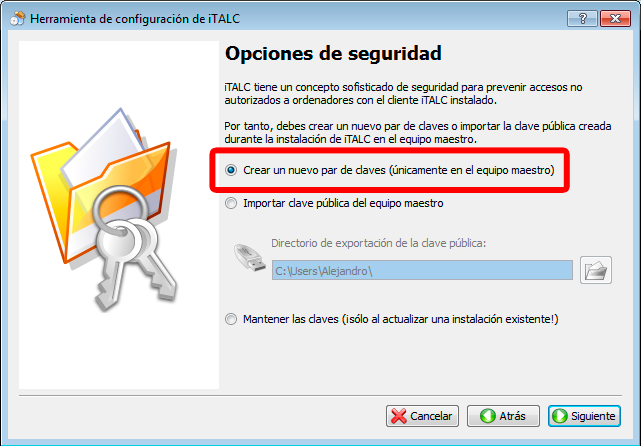 Herramienta de configuración de iTALC
Opciones de seguridad
iTALC tiene un concepto sofisticado de seguridad para prevenir accesos no
autorizados a ordenadores con el cliente iTALC instalado.
Por tanto, debes crear un nuevo par de claves o importar la clave pública creada
durante la instalación de iTALC en el equipo maestro.
Crear un nuevo par de claves (únicamente en el equipo maestro)
Importar clave pública del equipo maestro
Directorio de exportación de la clave pública:
C:\Users\Alejandro\
Mantener las claves (¡sólo al actualizar una instalación existente!)
Cancelar
Atrás
Siguiente